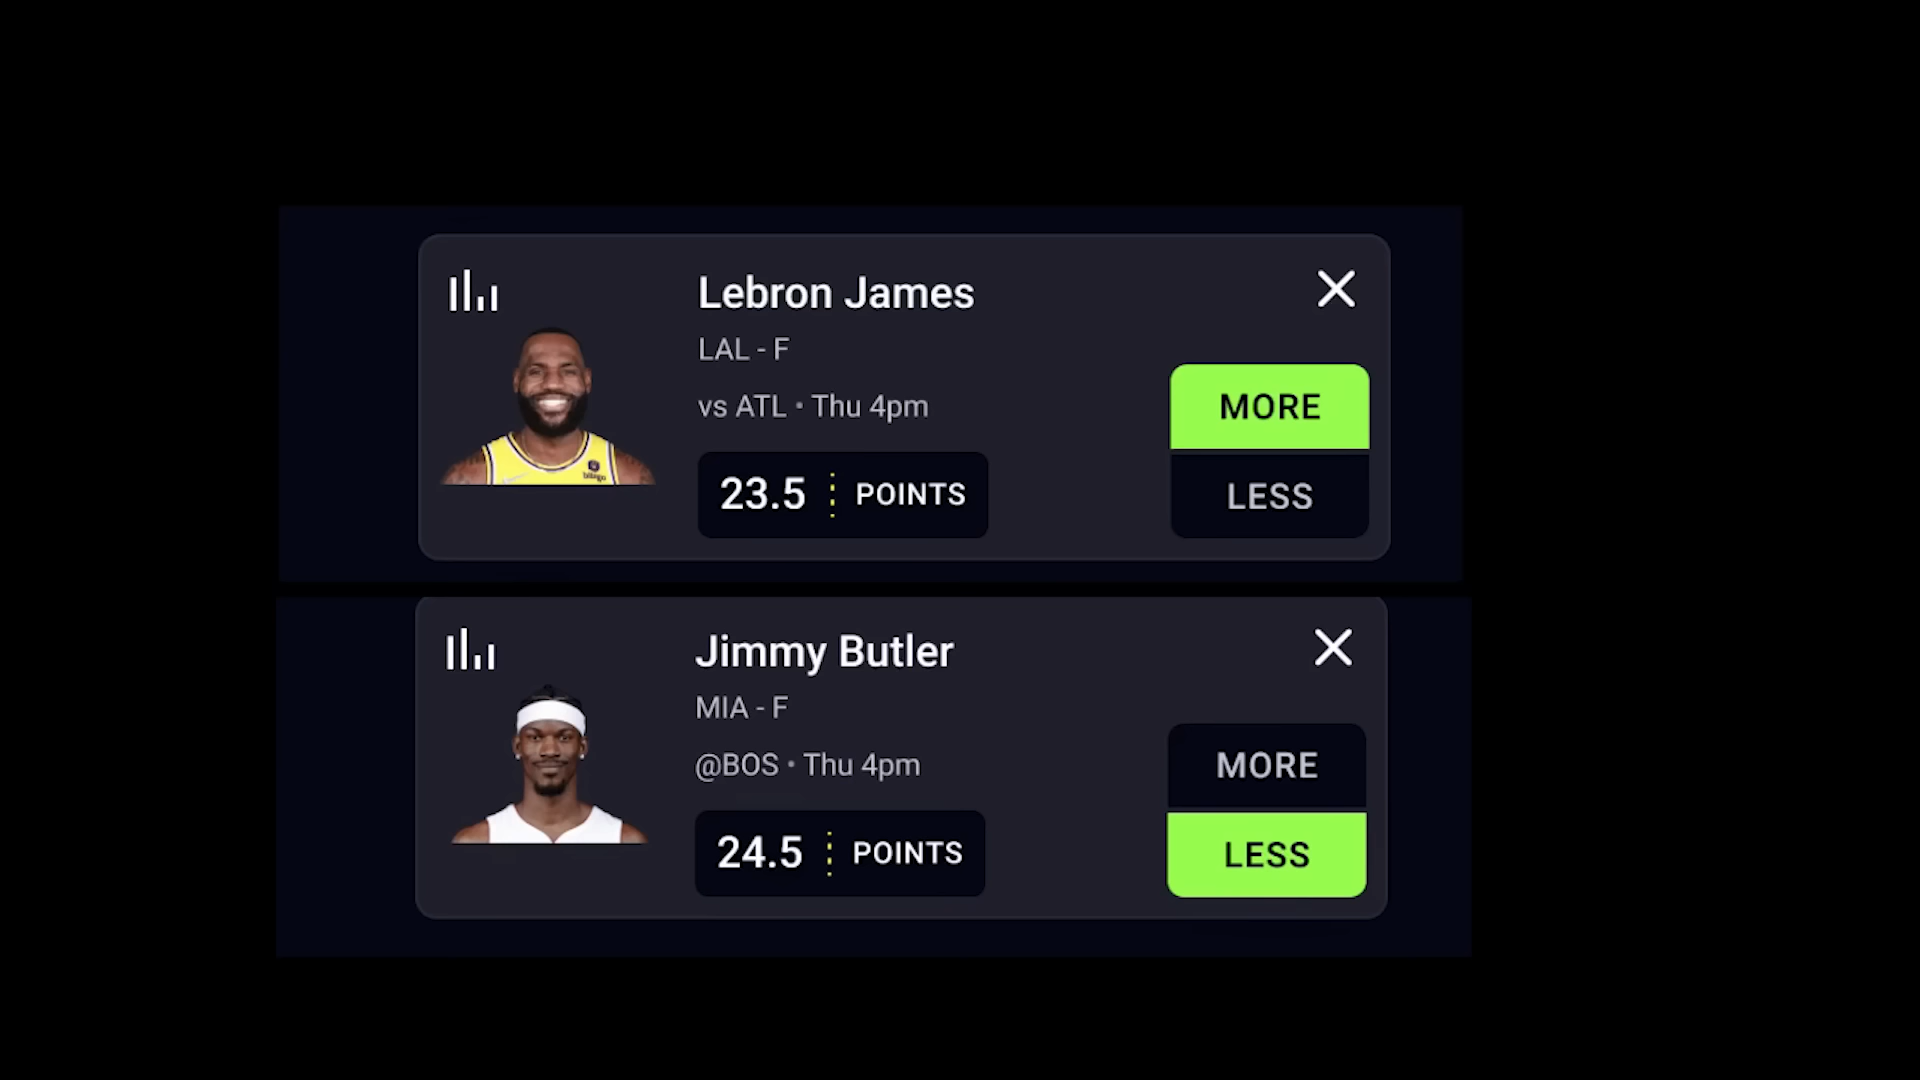 Lebron James
LAL - F
vs ATL • Thu 4pm
23.5 POINTS
MORE
LESS
bibigo
Jimmy Butler
MIA - F
@BOS • Thu 4pm
24.5 POINTS
MORE
LESS